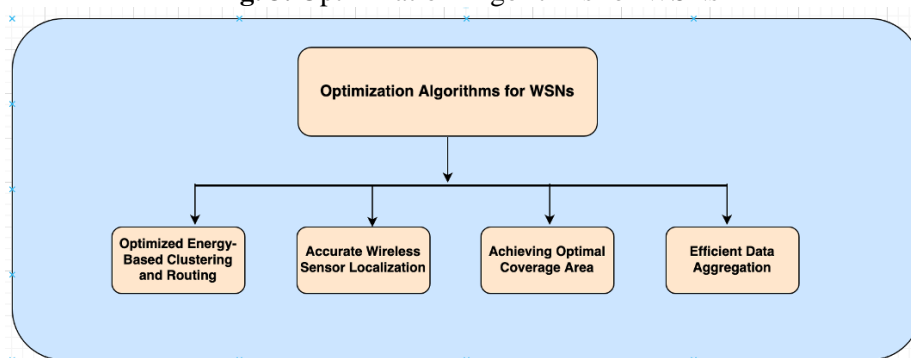 Optimization Algorithms for WSNs
Optimized Energy-
Based Clustering
and Routing
Accurate Wireless
Sensor Localization
Achieving Optimal
Coverage Area
Efficient Data
Aggregation